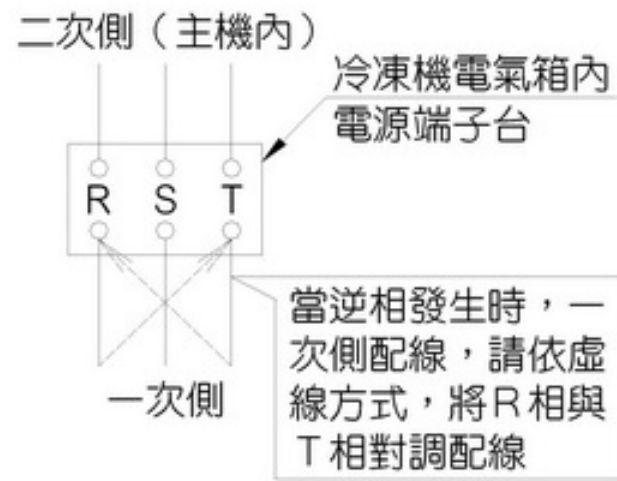 二次側（主機內）
冷凍機電氣箱內
電源端子台
R S T
當逆相發生時，一
次側配線，請依虛
線方式，將R相與
T相對調配線
一次側